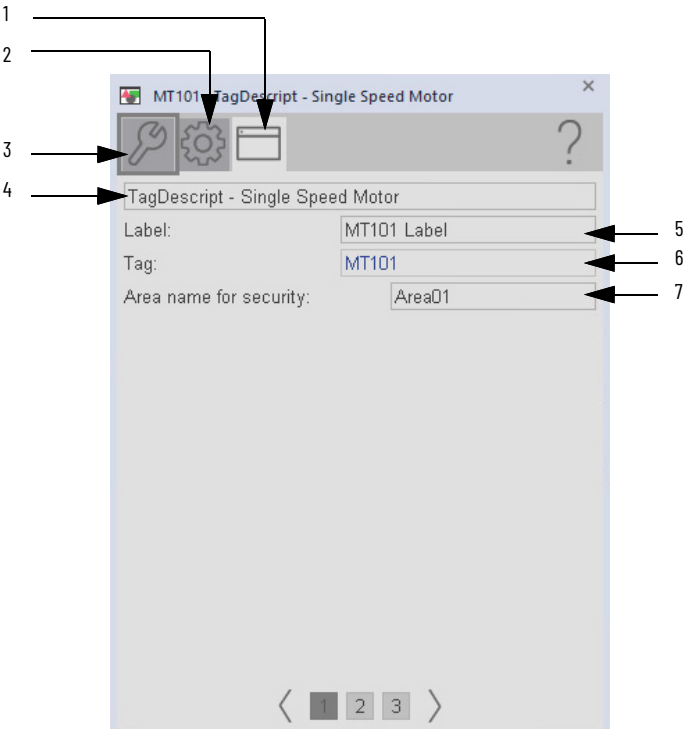 1
2
MT101 - TagDescript - Single Speed Motor
3
4
TagDescript - Single Speed Motor
Label: MT101 Label 5
Tag: MT101 6
Area name for security: Area01 7
1 2 3